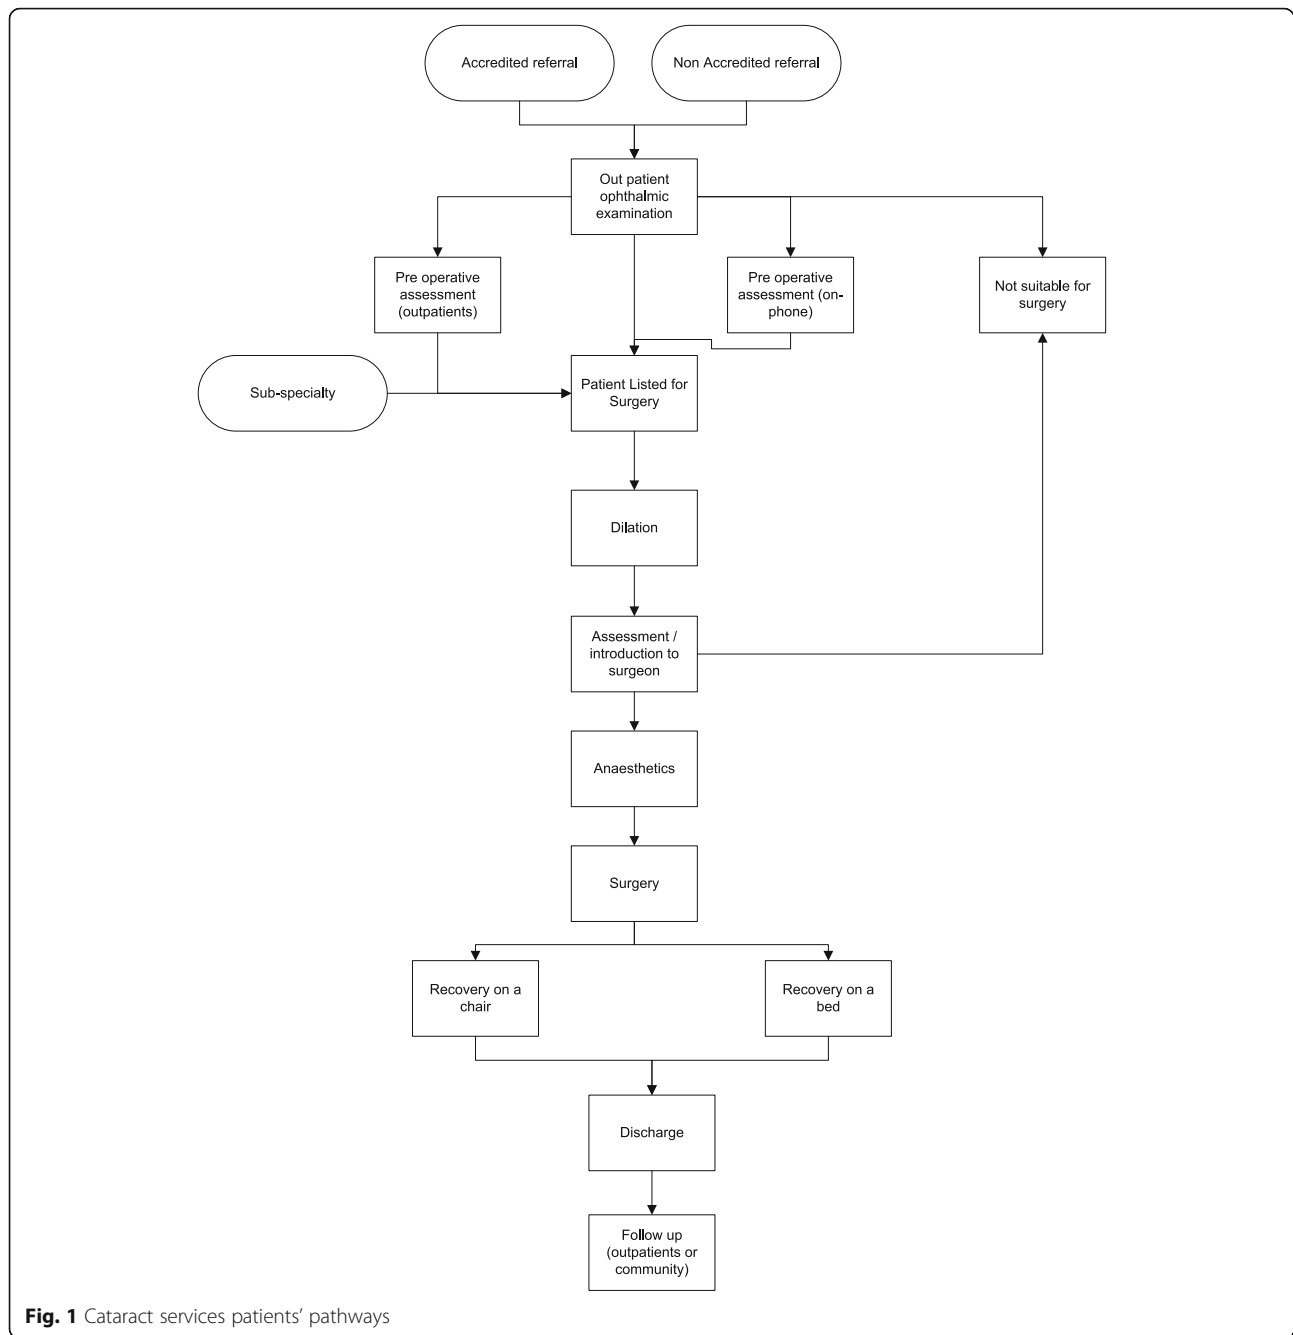 Accredited referral
Non Accredited referral
Out patient
ophthalmic
examination
Pre operative
assessment
(outpatients)
Pre operative
assessment (on-
phone)
Not suitable for
surgery
Sub-specialty
Patient Listed for
Surgery
Dilation
Assessment /
introduction to
surgeon
Anaesthetics
Surgery
Recovery on a
chair
Recovery on a
bed
Discharge
Follow up
(outpatients or
community)
Fig. 1 Cataract services patients’ pathways